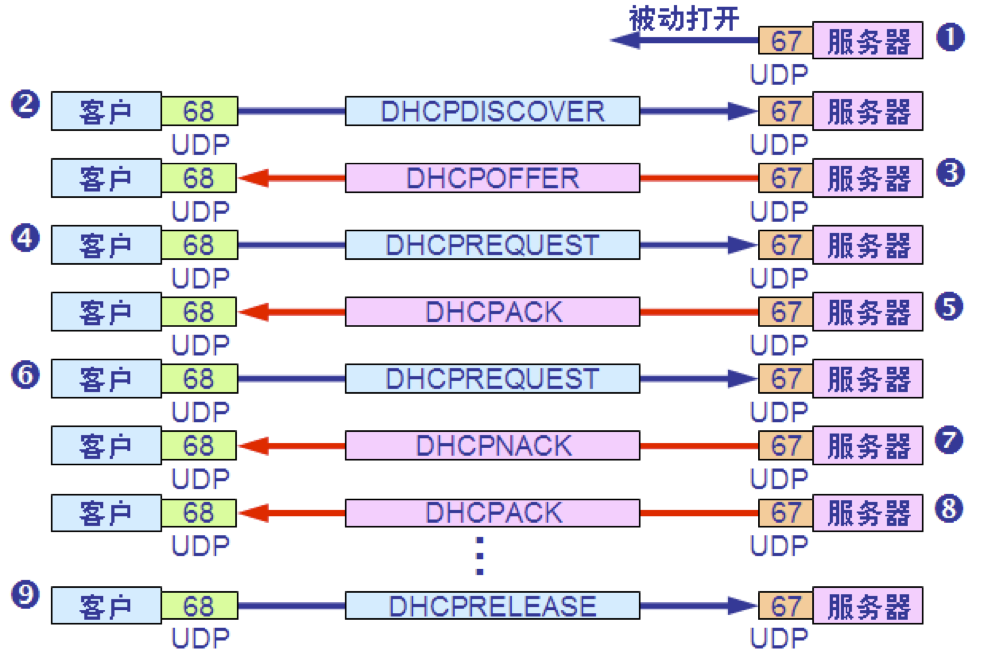 被动打开
67 服务器 ❶
UDP
❷ 客户 68 DHCPDISCOVER 67 服务器
UDP UDP
客户 68 DHCPOFFER 67 服务器 ❸
UDP UDP
❹ 客户 68 DHCPREQUEST 67 服务器
UDP UDP
客户 68 DHCPACK 67 服务器 ❺
UDP UDP
❻ 客户 68 DHCPREQUEST 67 服务器
UDP UDP
客户 68 DHCPNACK 67 服务器 ❼
UDP UDP
客户 68 DHCPACK 67 服务器 ❽
UDP UDP
❾ 客户 68 DHCPRELEASE 67 服务器
UDP UDP